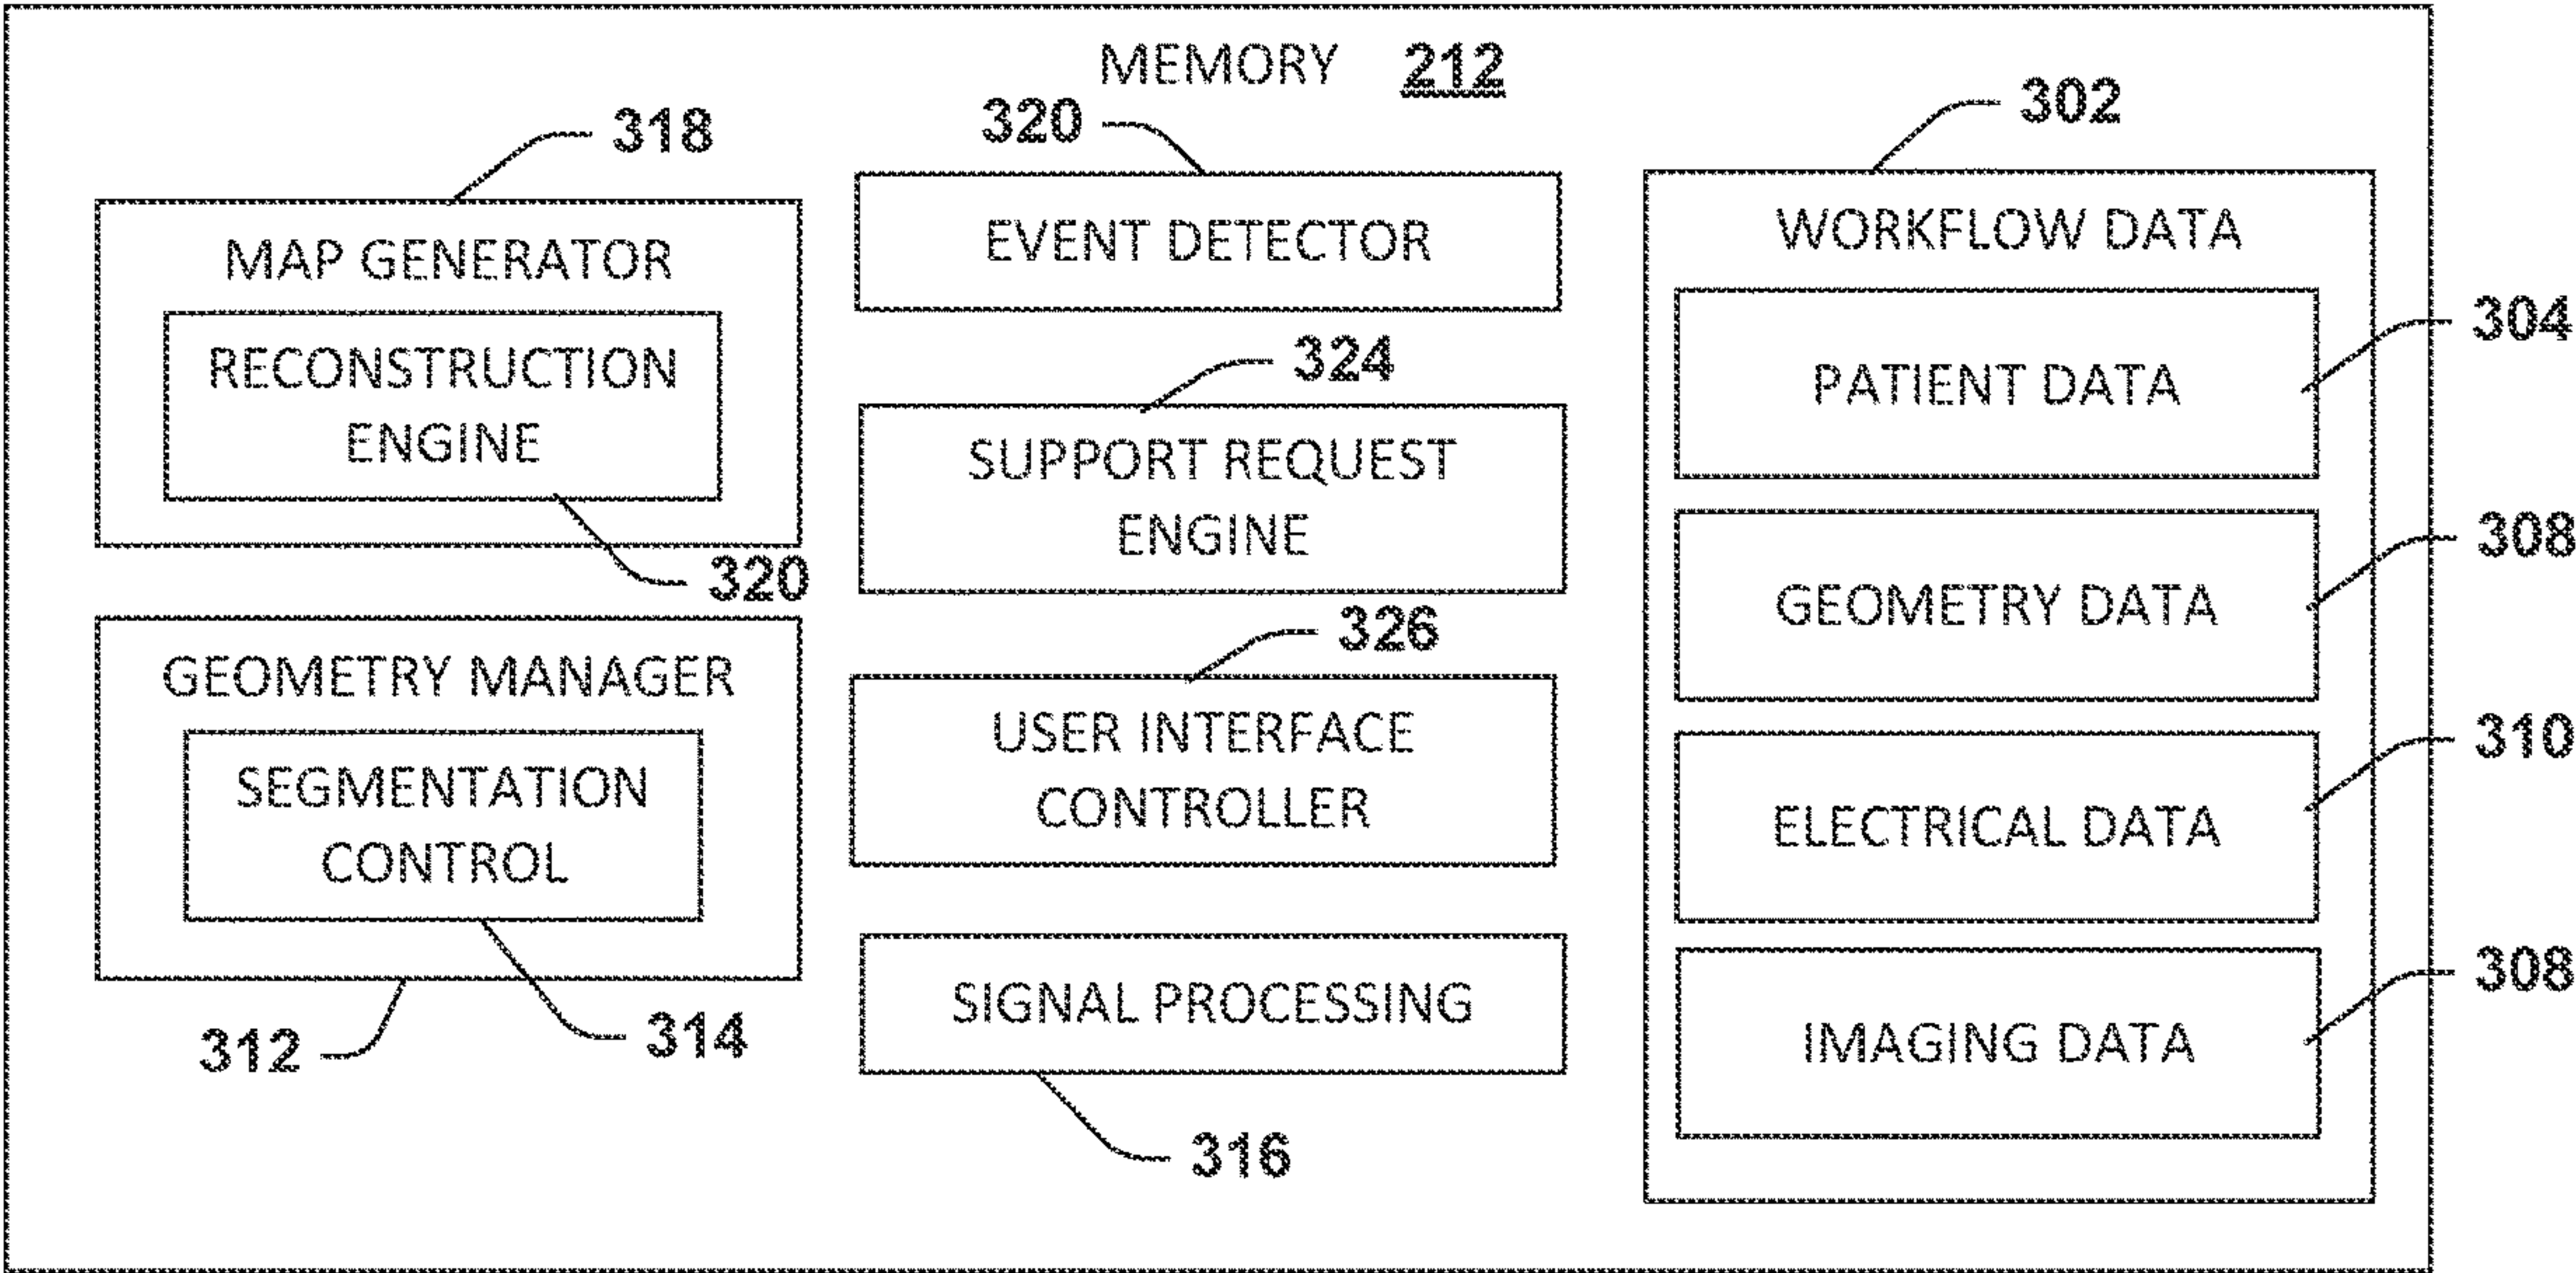 MEMORY 212
318
MAP GENERATOR
RECONSTRUCTION
ENGINE
320
GEOMETRY MANAGER
SEGMENTATION
CONTROL
312
314
320
EVENT DETECTOR
324
SUPPORT REQUEST
ENGINE
326
USER INTERFACE
CONTROLLER
SIGNAL PROCESSING
316
302
WORKFLOW DATA
PATIENT DATA
304
GEOMETRY DATA
308
ELECTRICAL DATA
310
IMAGING DATA
308